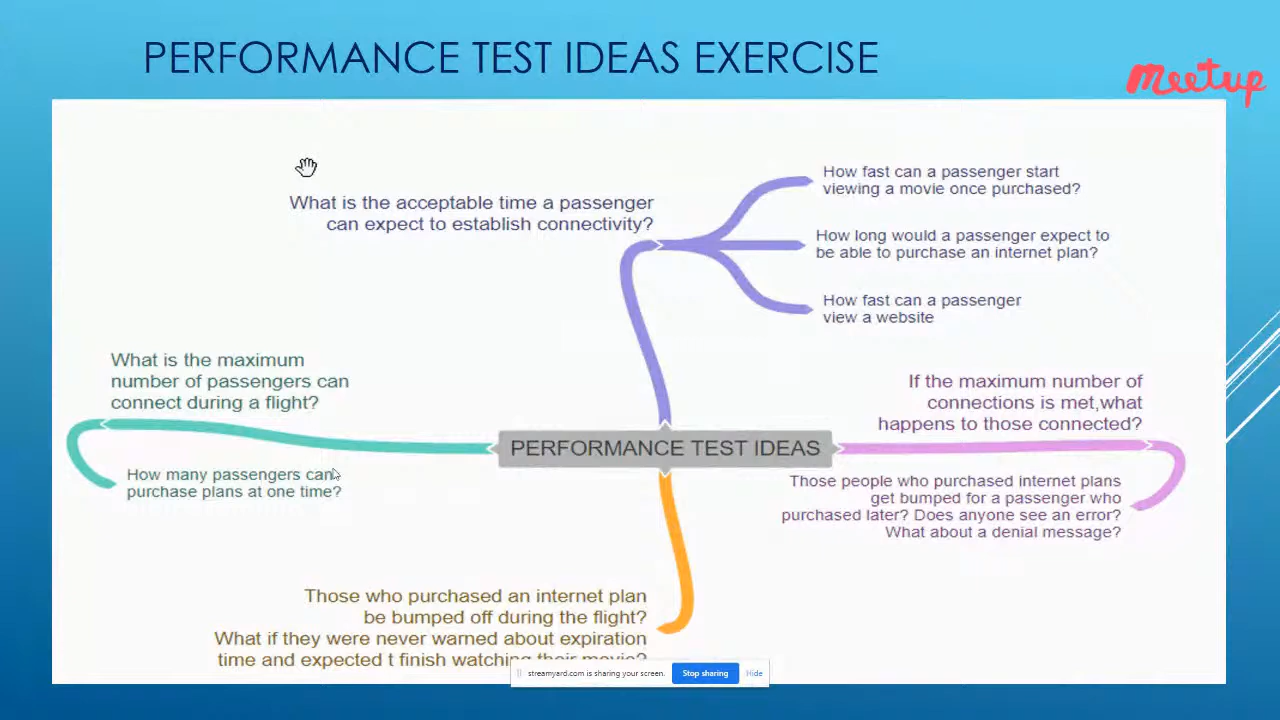 PERFORMANCE TEST IDEAS EXERCISE
meetup
What is the acceptable time a passenger
can expect to establish connectivity?
How fast can a passenger start
viewing a movie once purchased?
How long would a passenger expect to
be able to purchase an internet plan?
How fast can a passenger
view a website
What is the maximum
number of passengers can
connect during a flight?
How many passengers can
purchase plans at one time?
PERFORMANCE TEST IDEAS
If the maximum number of
connections is met,what
happens to those connected?
Those people who purchased internet plans
get bumped for a passenger who
purchased later? Does anyone see an error?
What about a denial message?
Those who purchased an internet plan
be bumped off during the flight?
What if they were never warned about expiration
time and expected t finish watching their movie?
streamyard.com is sharing your screen.
Stop sharing
Hide